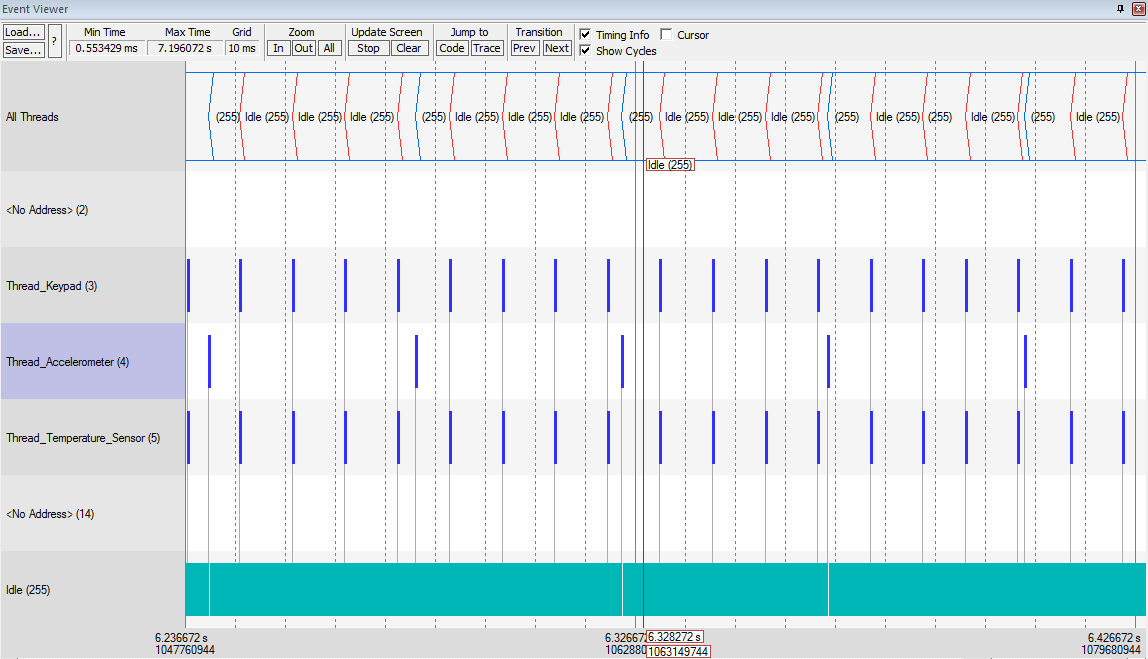 Event Viewer
Load... Min Time Max Time Grid Zoom Update Screen Jump to Transition Timing Info Cursor
Save... ? 0.553429 ms 7.196072 s 10 ms In Out All Stop Clear Code Trace Prev Next Show Cycles
All Threads (255) Idle (255) Idle (255) Idle (255) (255) Idle (255) Idle (255) Idle (255) (255) Idle (255) Idle (255) Idle (255) (255) Idle (255) (255) Idle (255) (255) Idle (255)
Idle (255)
<No Address> (2)
Thread_Keypad (3)
Thread_Accelerometer (4)
Thread_Temperature_Sensor (5)
<No Address> (14)
Idle (255)
6.236672 s 6.326672 6.328272 s 6.426672 s
1047760944 1062880 1063149744 1079680944